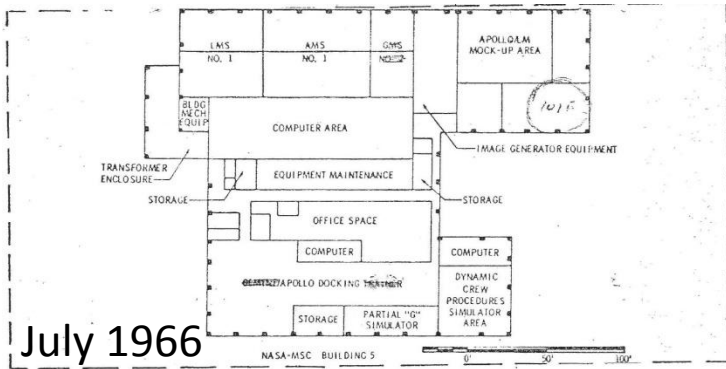 LMS
NO. 1
AMS
NO. 1
GMS
APOLLO/LM
MOCK-UP AREA
BLDG
MECH
EQUIP
COMPUTER AREA
IMAGE GENERATOR EQUIPMENT
TRANSFORMER
ENCLOSURE
EQUIPMENT MAINTENANCE
STORAGE
STORAGE
OFFICE SPACE
COMPUTER
COMPUTER
/APOLLO DOCKING
DYNAMIC
CREW
PROCEDURES
SIMULATOR
AREA
STORAGE
PARTIAL "G"
SIMULATOR
July 1966
NASA-MSC BUILDING 5
0' 50' 100'